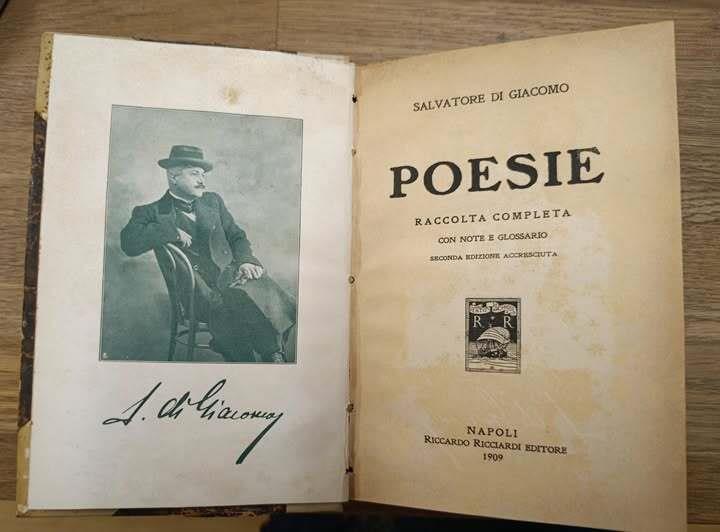 S. di Giacomo
SALVATORE DI GIACOMO
POESIE
RACCOLTA COMPLETA
CON NOTE E GLOSSARIO
SECONDA EDIZIONE ACCRESCIUTA
R R
NAPOLI
RICCARDO RICCIARDI EDITORE
1909